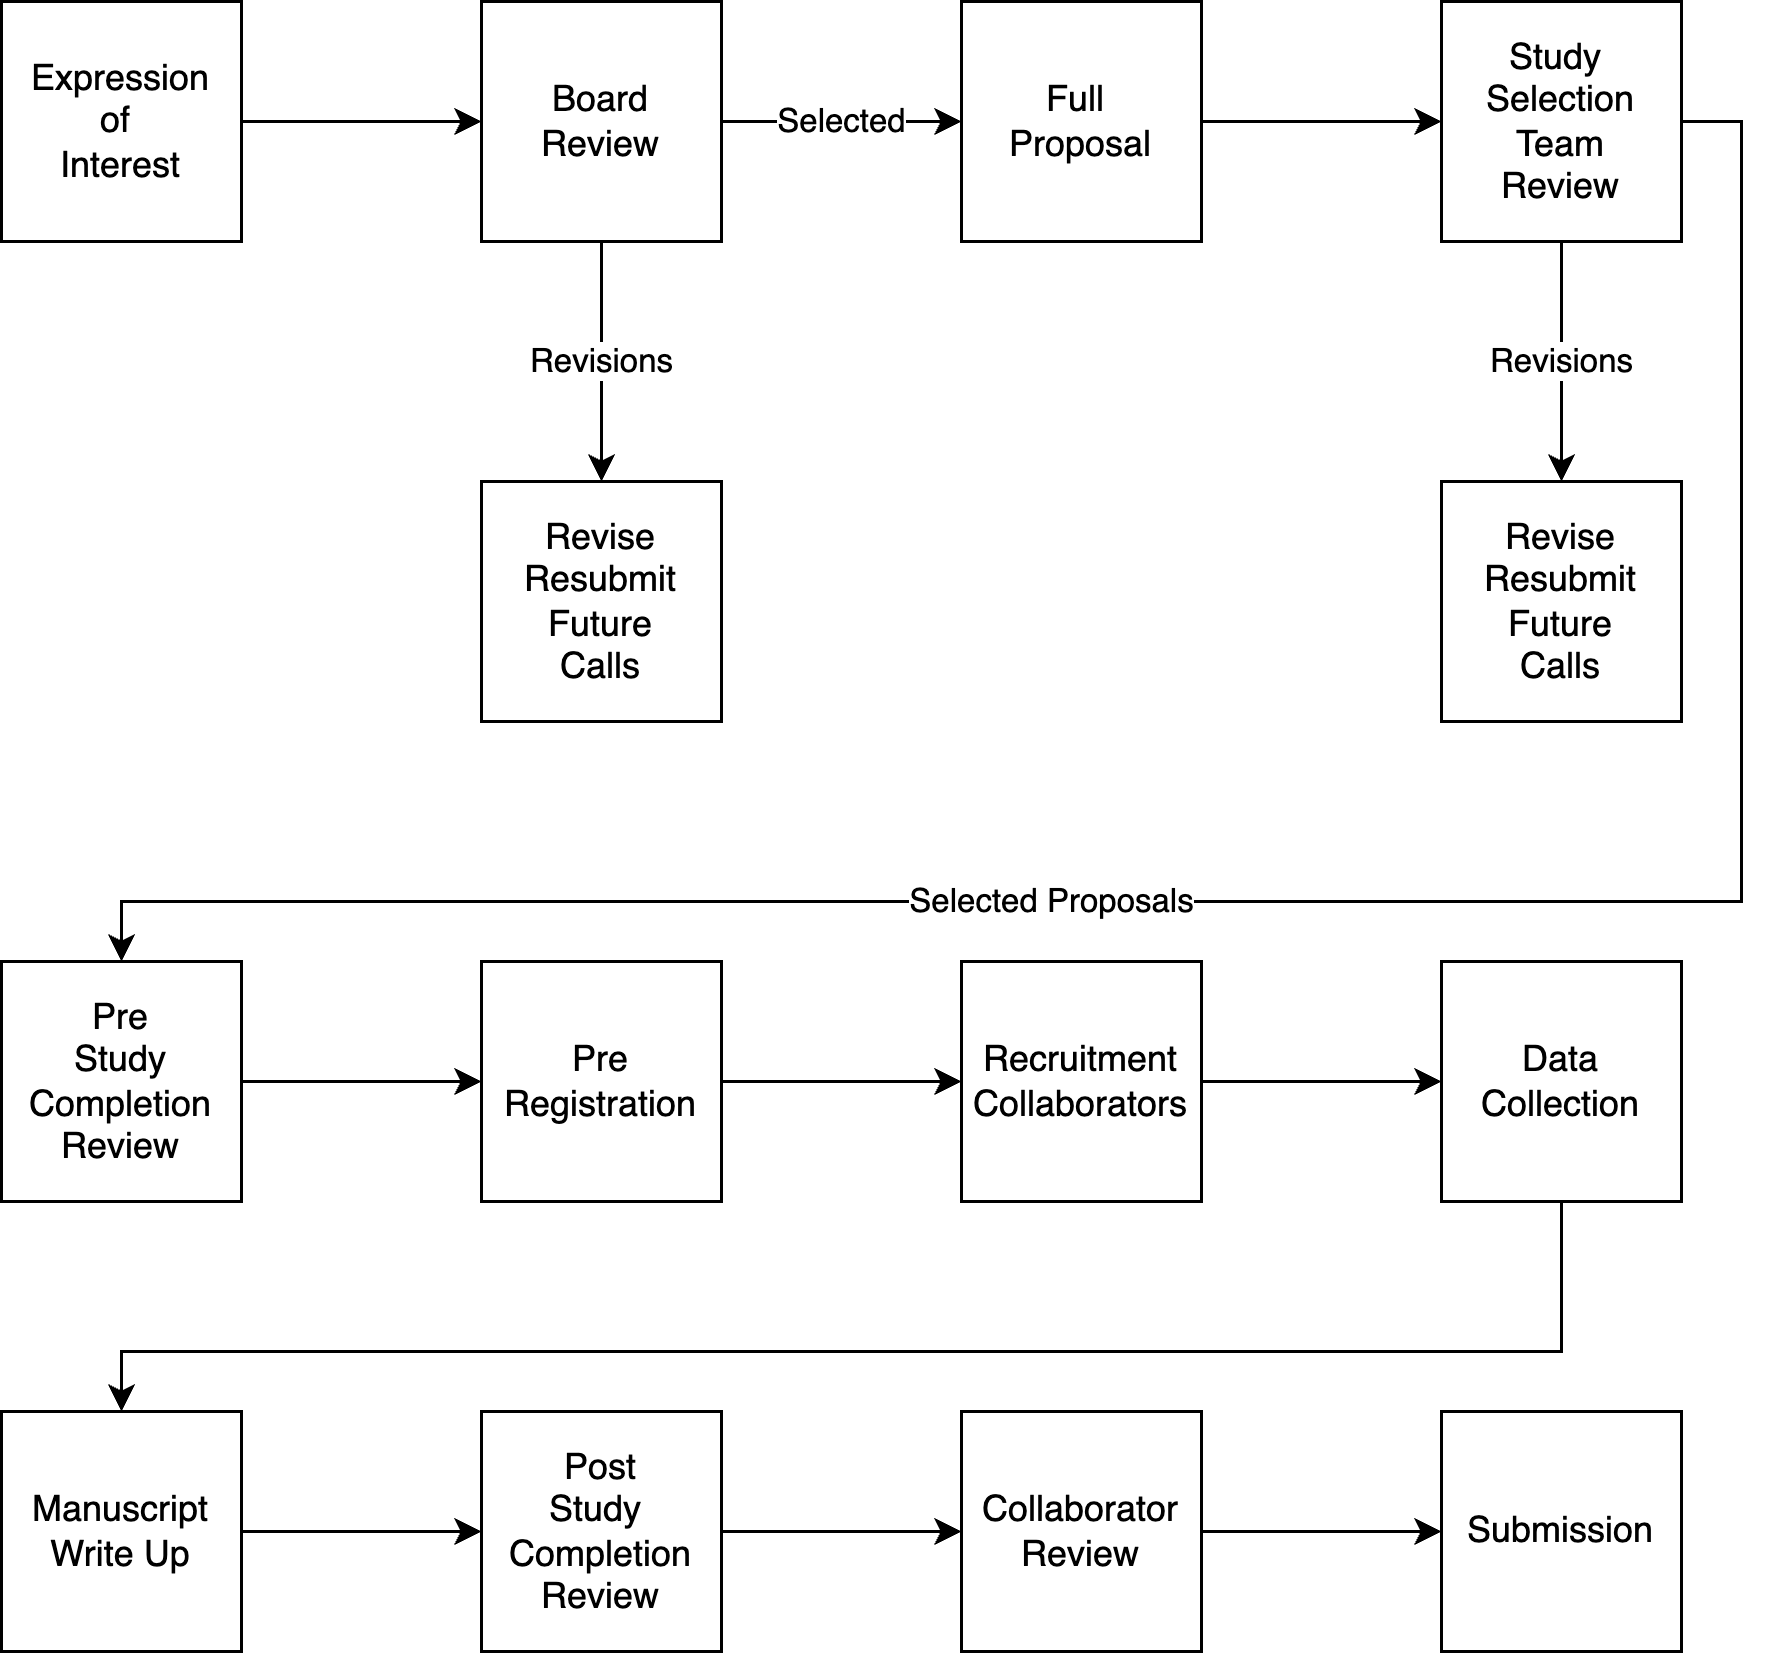 Expression
of
Interest
Board
Review
Selected
Full
Proposal
Study
Selection
Team
Review
Revisions
Revisions
Revise
Resubmit
Future
Calls
Revise
Resubmit
Future
Calls
Selected Proposals
Pre
Study
Completion
Review
Pre
Registration
Recruitment
Collaborators
Data
Collection
Manuscript
Write Up
Post
Study
Completion
Review
Collaborator
Review
Submission